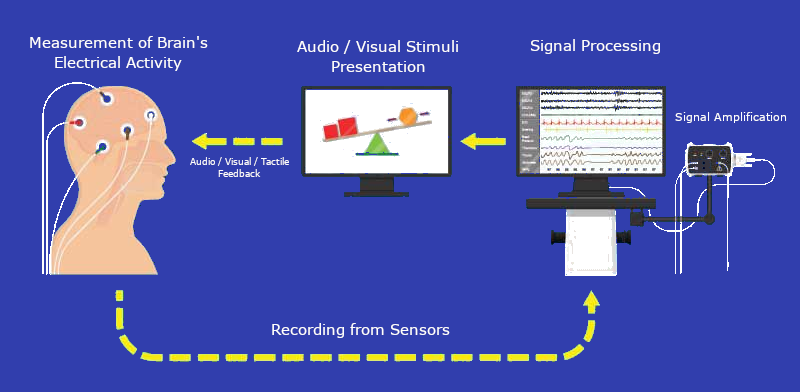 Measurement of Brain's
Electrical Activity
Audio / Visual Stimuli
Presentation
Signal Processing
Signal Amplification
Audio / Visual / Tactile
Feedback
Recording from Sensors